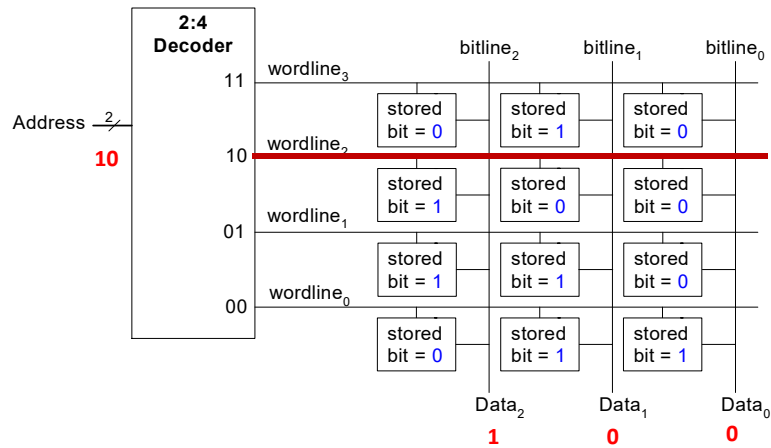 2:4
Decoder
bitline2 bitline1 bitline0
11 wordline3
Address 2
10
stored bit = 0
stored bit = 1
stored bit = 0
10 wordline2
stored bit = 1
stored bit = 0
stored bit = 0
01 wordline1
stored bit = 1
stored bit = 1
stored bit = 0
00 wordline0
stored bit = 0
stored bit = 1
stored bit = 1
Data2 Data1 Data0
1 0 0